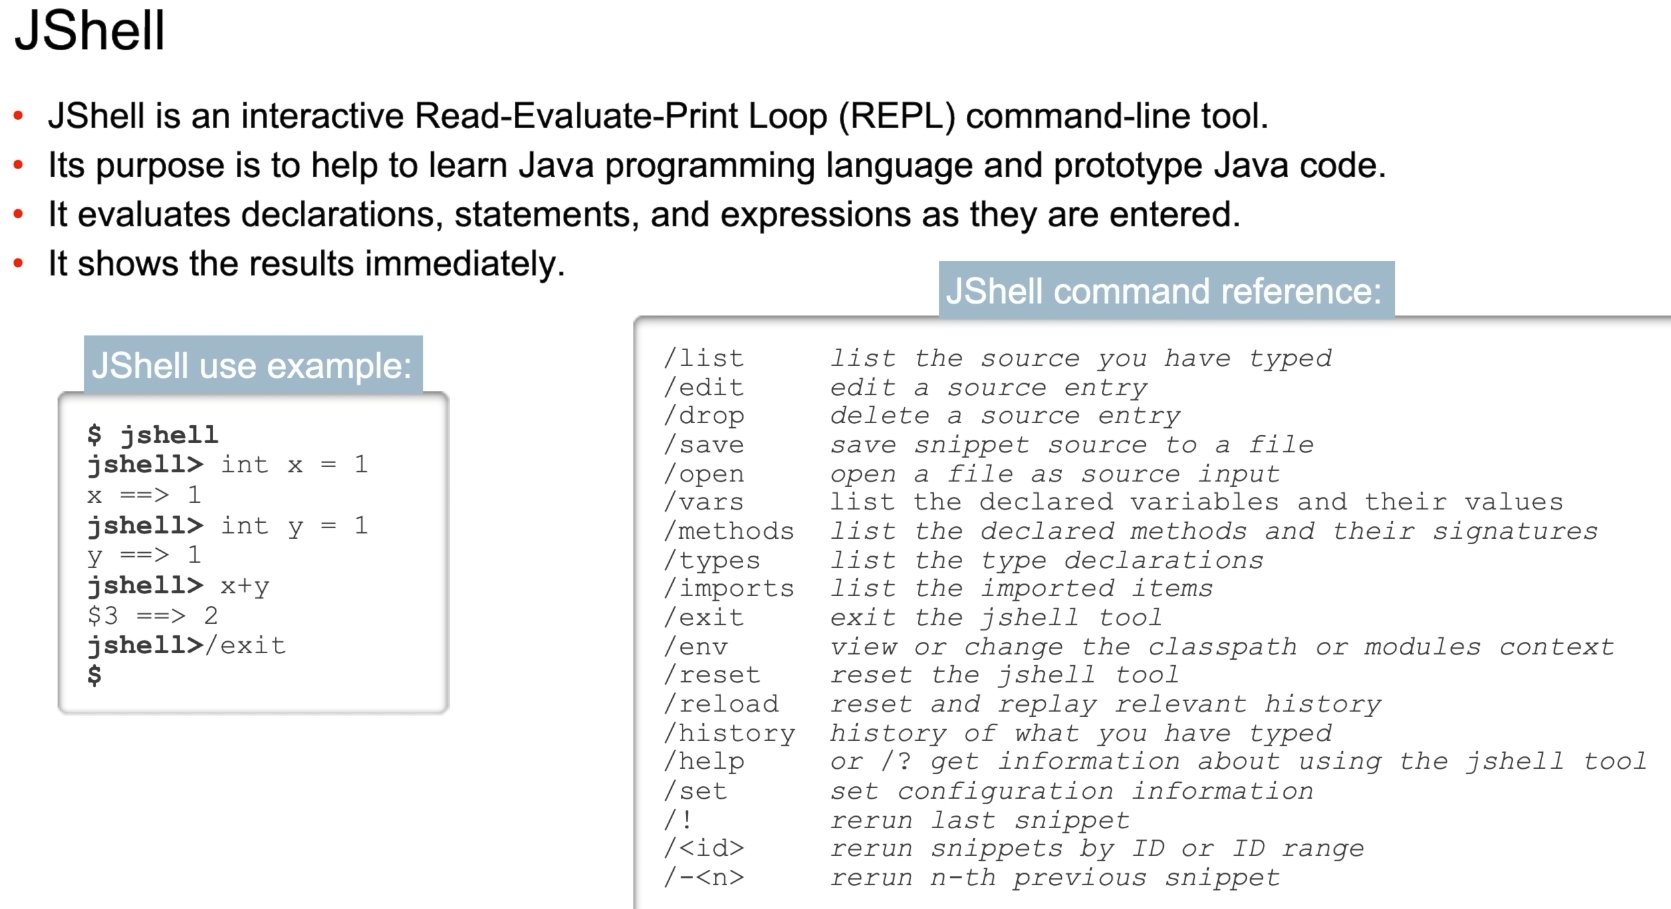 JShell
• JShell is an interactive Read-Evaluate-Print Loop (REPL) command-line tool.
• Its purpose is to help to learn Java programming language and prototype Java code.
• It evaluates declarations, statements, and expressions as they are entered.
• It shows the results immediately.
JShell use example:
$ jshell
jshell> int x = 1
x ==> 1
jshell> int y = 1
y ==> 1
jshell> x+y
$3 ==> 2
jshell>/exit
$
JShell command reference:
/list list the source you have typed
/edit edit a source entry
/drop delete a source entry
/save save snippet source to a file
/open open a file as source input
/vars list the declared variables and their values
/methods list the declared methods and their signatures
/types list the type declarations
/imports list the imported items
/exit exit the jshell tool
/env view or change the classpath or modules context
/reset reset the jshell tool
/reload reset and replay relevant history
/history history of what you have typed
/help or /? get information about using the jshell tool
/set set configuration information
/! rerun last snippet
/<id> rerun snippets by ID or ID range
/-<n> rerun n-th previous snippet